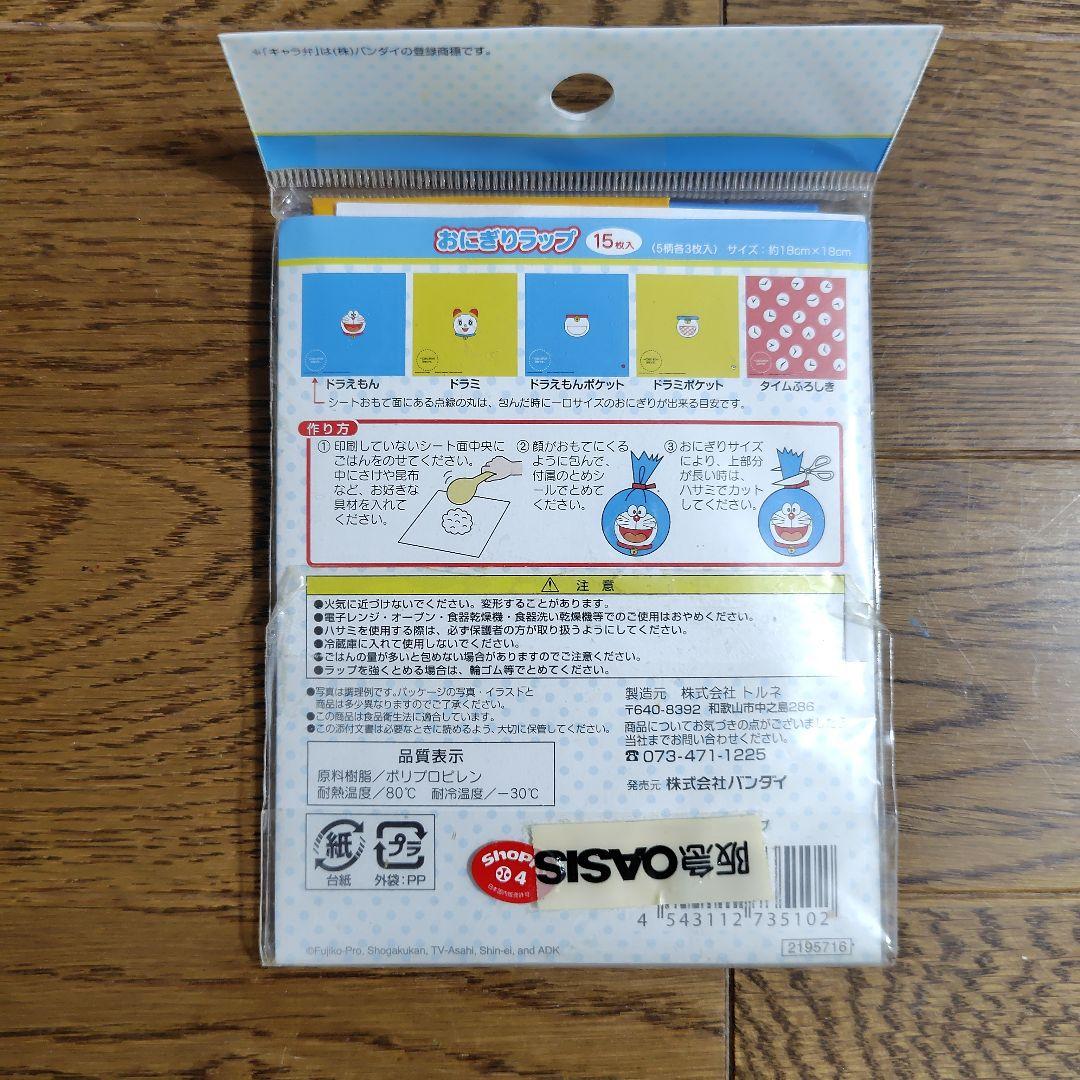 ※「キャラ弁」は(株)バンダイの登録商標です。
おにぎりラップ 15枚入 (5柄各3枚入) サイズ：約18cm×18cm
ドラえもん ドラミ ドラえもんポケット ドラミポケット タイムふろしき
シートおもて面にある点線の丸は、包んだ時に一口サイズのおにぎりが出来る目安です。
作り方
①印刷していないシート面中央に
ごはんをのせてください。
中にさけや昆布
など、お好きな
具材を入れて
ください。
②顔がおもてにくる
ように包んで、
付属のとめシ
ールでとめて
ください。
③おにぎりサイズ
により、上部分
が長い時は、
ハサミでカット
してください。
注意
●火気に近づけないでください。変形することがあります。
●電子レンジ・オーブン・食器乾燥機・食器洗い乾燥機等でのご使用はおやめください。
●ハサミを使用する際は、必ず保護者の方が取り扱うようにしてください。
●冷蔵庫に入れて使用しないでください。
●ごはんの量が多いと包めない場合がありますのでご注意ください。
●ラップを強くとめる場合は、輪ゴム等でとめてください。
●写真は調理例です。パッケージの写真・イラストと
商品は多少異なりますのでご了承ください。
●この商品は食品衛生法に適合しています。
●この添付文書は必要なときに読めるよう、大切に保管してください。
品質表示
原料樹脂／ポリプロピレン
耐熱温度／80℃ 耐冷温度／−30℃
製造元 株式会社 トルネ
〒640-8392 和歌山市中之島286
商品についてお気づきの点がございましたら
当社までお問い合わせください。
☎073-471-1225
発売元 株式会社バンダイ
紙
台紙
プラ
外袋：PP
ShoPro
4
日本国内販売許可
阪急OASIS
4 543112 735102
©Fujiko-Pro, Shogakukan, TV-Asahi, Shin-ei, and ADK
2195716